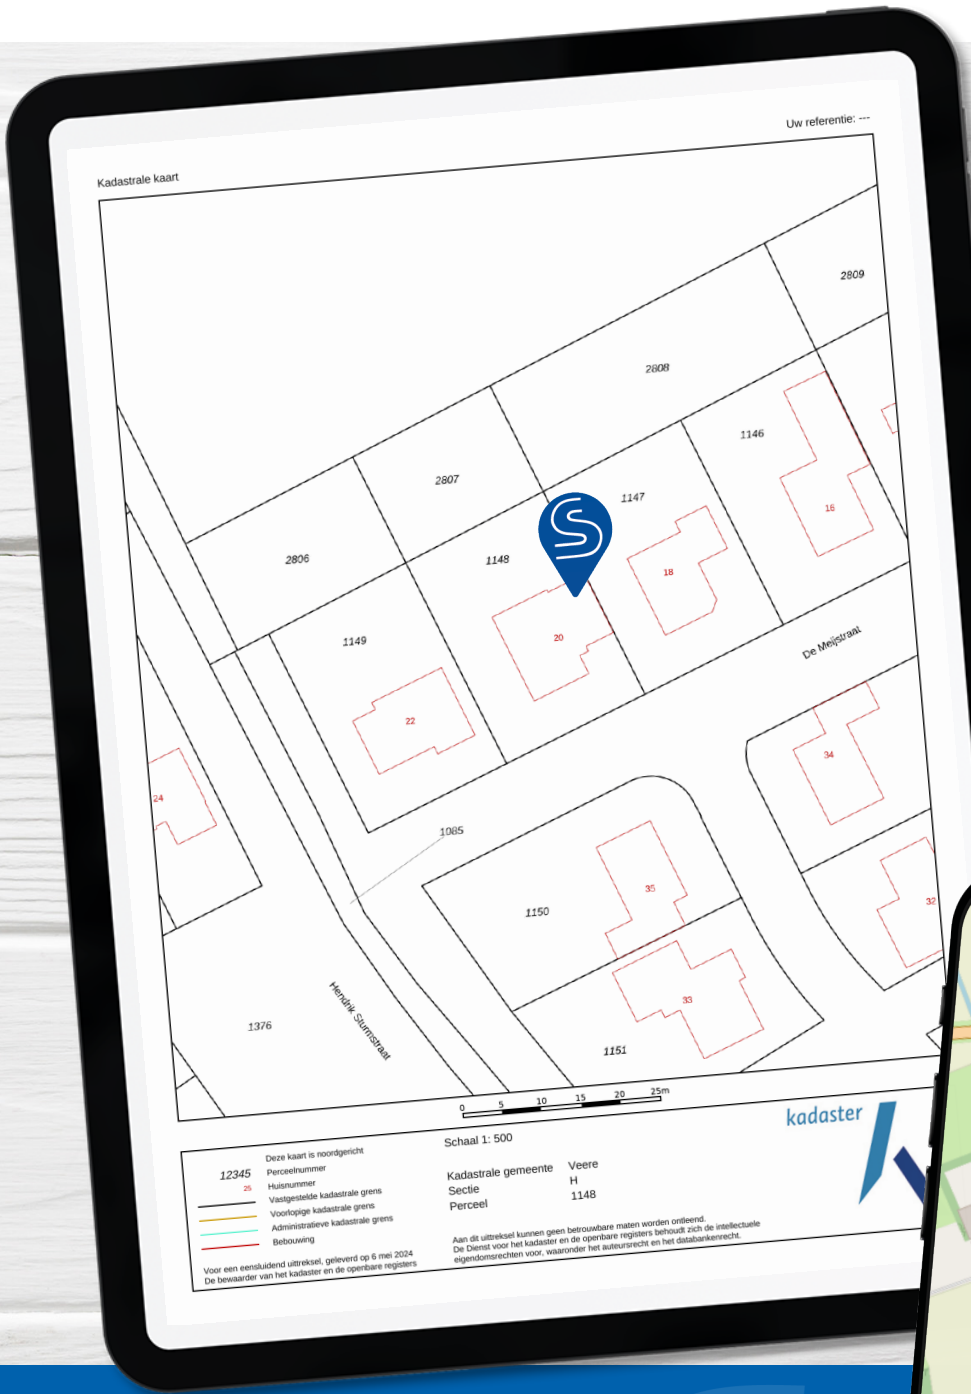 Uw referentie: ---
Kadastrale kaart
2809
2808
1146
2807
1147
16
1148
2806
18
20
De Meijstraat
1149
22
34
24
1085
35
32
1150
33
Hendrik Sturmstraat
1376
1151
0 5 10 15 20 25m
Schaal 1: 500
kadaster
Deze kaart is noordgericht
12345 Perceelnummer
25 Huisnummer
Vastgestelde kadastrale grens
Voorlopige kadastrale grens
Administratieve kadastrale grens
Bebouwing
Kadastrale gemeente Veere
Sectie H
Perceel 1148
Voor een eensluidend uittreksel, geleverd op 6 mei 2024
De bewaarder van het kadaster en de openbare registers
Aan dit uittreksel kunnen geen betrouwbare maten worden ontleend.
De Dienst voor het kadaster en de openbare registers behoudt zich de intellectuele
eigendomsrechten voor, waaronder het auteursrecht en het databankenrecht.